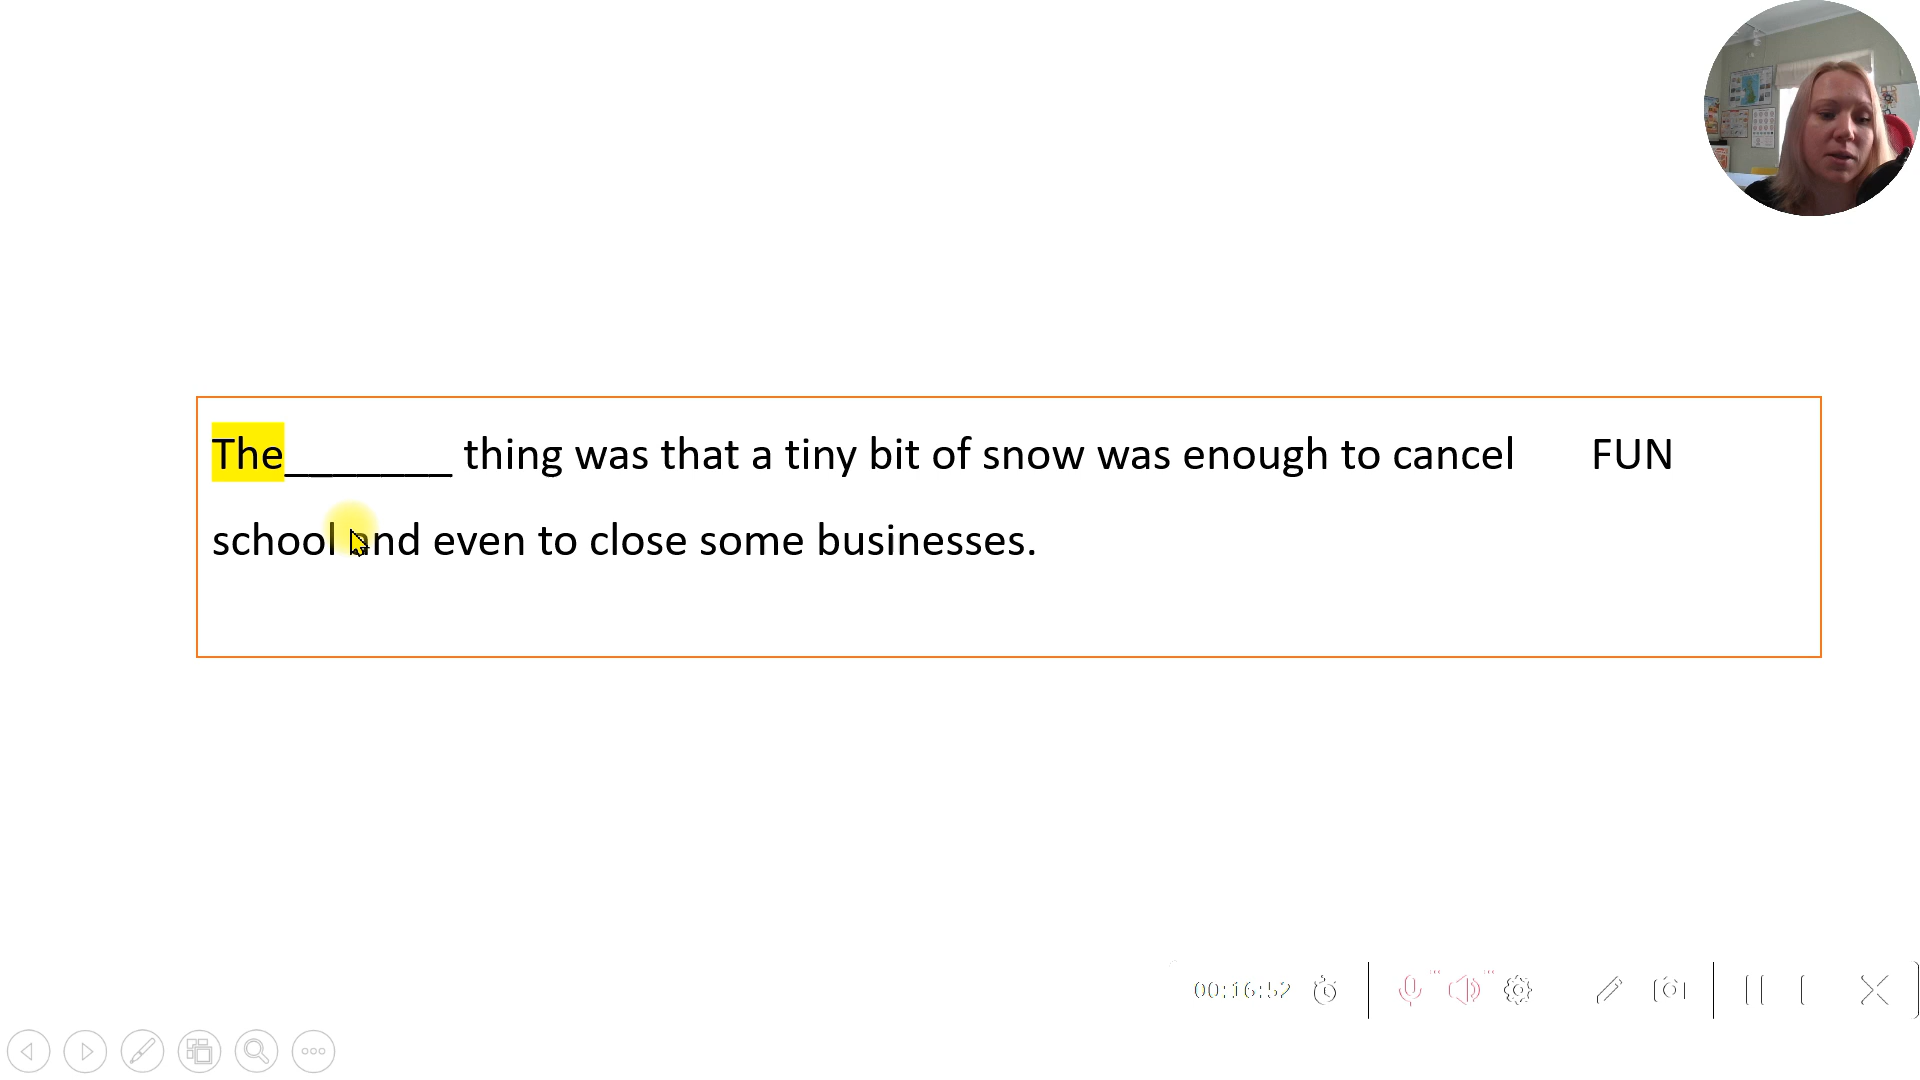 The_______ thing was that a tiny bit of snow was enough to cancel FUN
school and even to close some businesses.
00:16:52